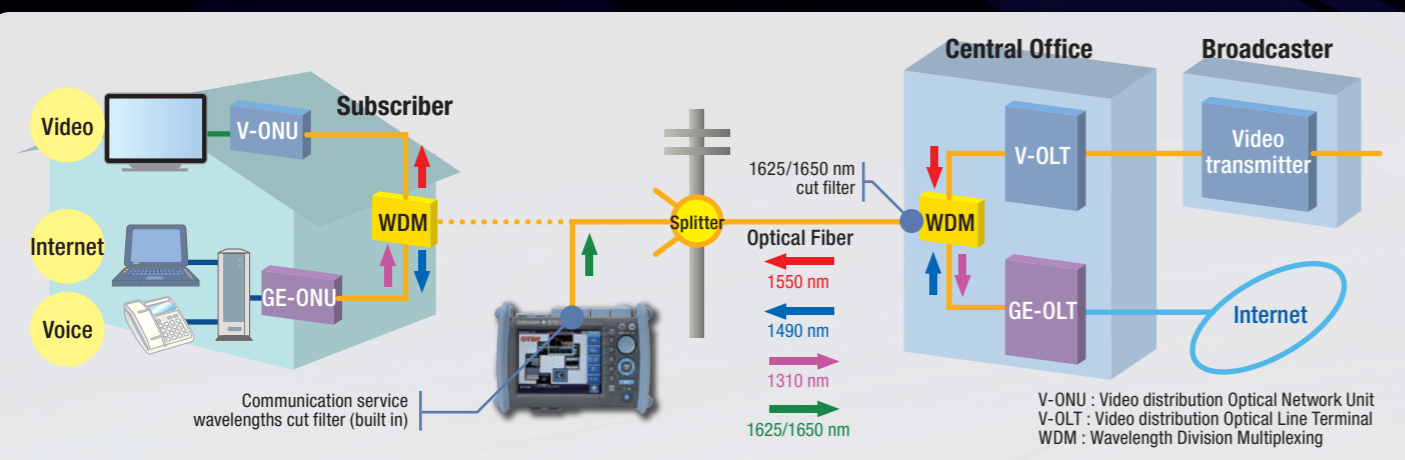 Central Office
Broadcaster
Subscriber
Video
V-ONU
V-OLT
Video
transmitter
1625/1650 nm
cut filter
WDM
Splitter
WDM
Optical Fiber
Internet
1550 nm
GE-ONU
1490 nm
GE-OLT
Internet
Voice
OTDR
1310 nm
Communication service
wavelengths cut filter (built in)
1625/1650 nm
V-ONU : Video distribution Optical Network Unit
V-OLT : Video distribution Optical Line Terminal
WDM : Wavelength Division Multiplexing